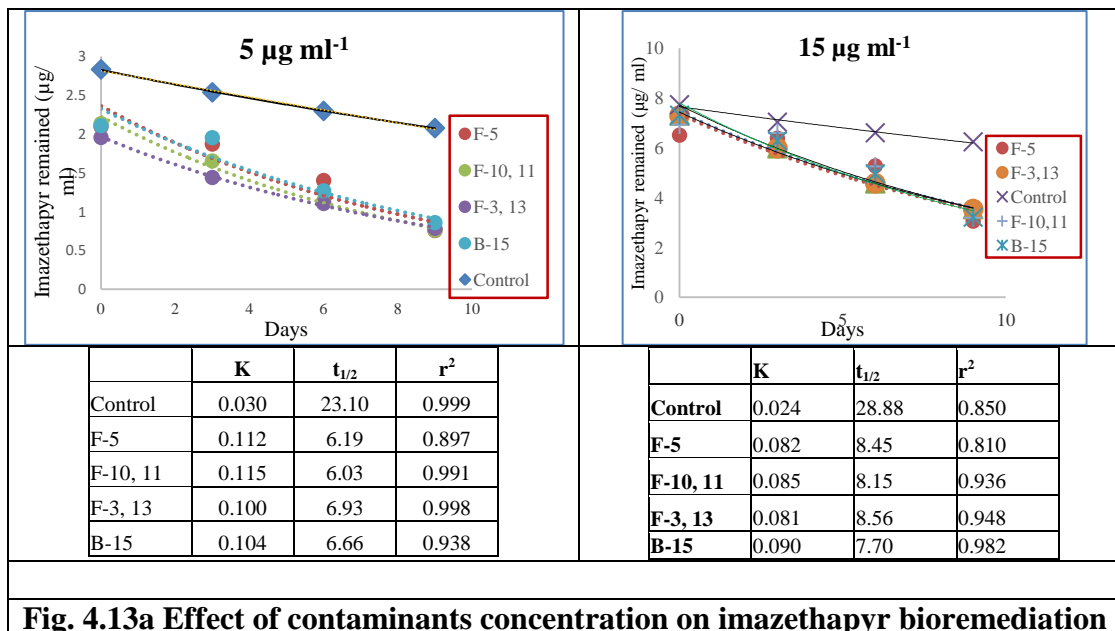 5 µg ml-1
Imazethapyr remained (µg/
ml)
3
2.5
2
1.5
1
0.5
0
0
2
4
6
8
10
Days
F-5
F-10, 11
F-3, 13
B-15
Control
15 µg ml-1
Imazethapyr remained (µg/ ml)
10
8
6
4
2
0
0
5
10
Days
F-5
F-3,13
Control
F-10,11
B-15
K t1/2 r2
Control 0.030 23.10 0.999
F-5 0.112 6.19 0.897
F-10, 11 0.115 6.03 0.991
F-3, 13 0.100 6.93 0.998
B-15 0.104 6.66 0.938
K t1/2 r2
Control 0.024 28.88 0.850
F-5 0.082 8.45 0.810
F-10, 11 0.085 8.15 0.936
F-3, 13 0.081 8.56 0.948
B-15 0.090 7.70 0.982
Fig. 4.13a Effect of contaminants concentration on imazethapyr bioremediation